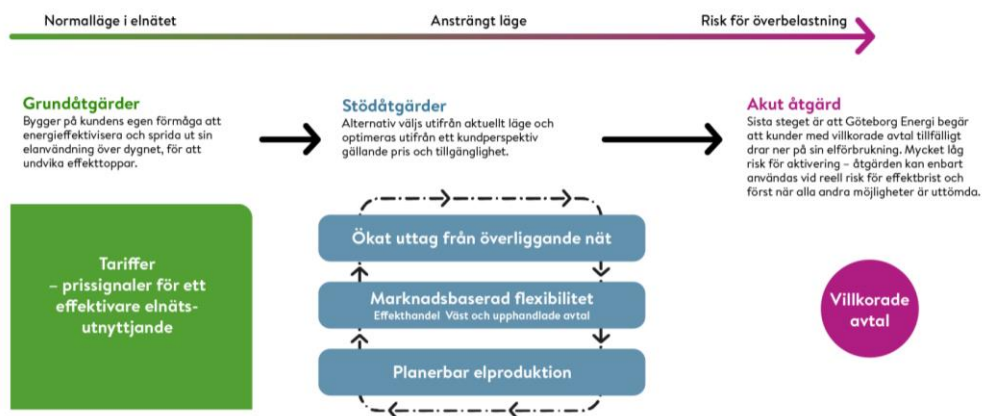 Normalläge i elnätet
Ansträngt läge
Risk för överbelastning
Grundåtgärder
Bygger på kundens egen förmåga att
energieffektivisera och sprida ut sin
elanvändning över dygnet, för att
undvika effekttoppar.
Stödåtgärder
Alternativ väljs utifrån aktuellt läge och
optimeras utifrån ett kundperspektiv
gällande pris och tillgänglighet.
Akut åtgärd
Sista steget är att Göteborg Energi begär
att kunder med villkorade avtal tillfälligt
drar ner på sin elförbrukning. Mycket låg
risk för aktivering – åtgärden kan enbart
användas vid reell risk för effektbrist och
först när alla andra möjligheter är uttömda.
Tariffer
– prissignaler för ett
effektivare elnäts-
utnyttjande
Ökat uttag från överliggande nät
Marknadsbaserad flexibilitet
Effekthandel Väst och upphandlade avtal
Planerbar elproduktion
Villkorade
avtal